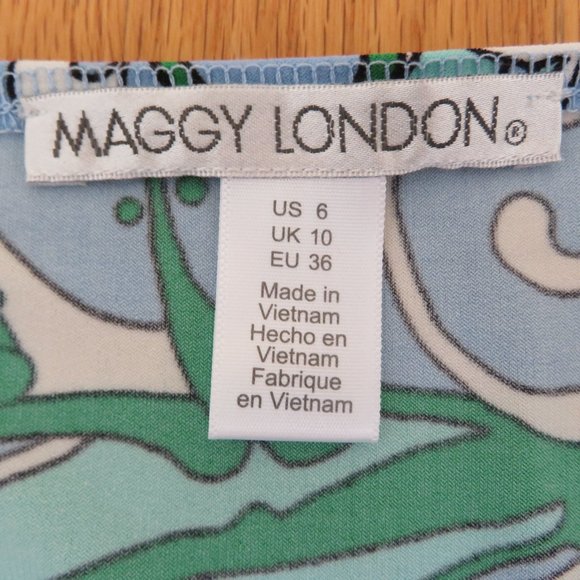 MAGGY LONDON®
US 6
UK 10
EU 36
Made in
Vietnam
Hecho en
Vietnam
Fabrique
en Vietnam